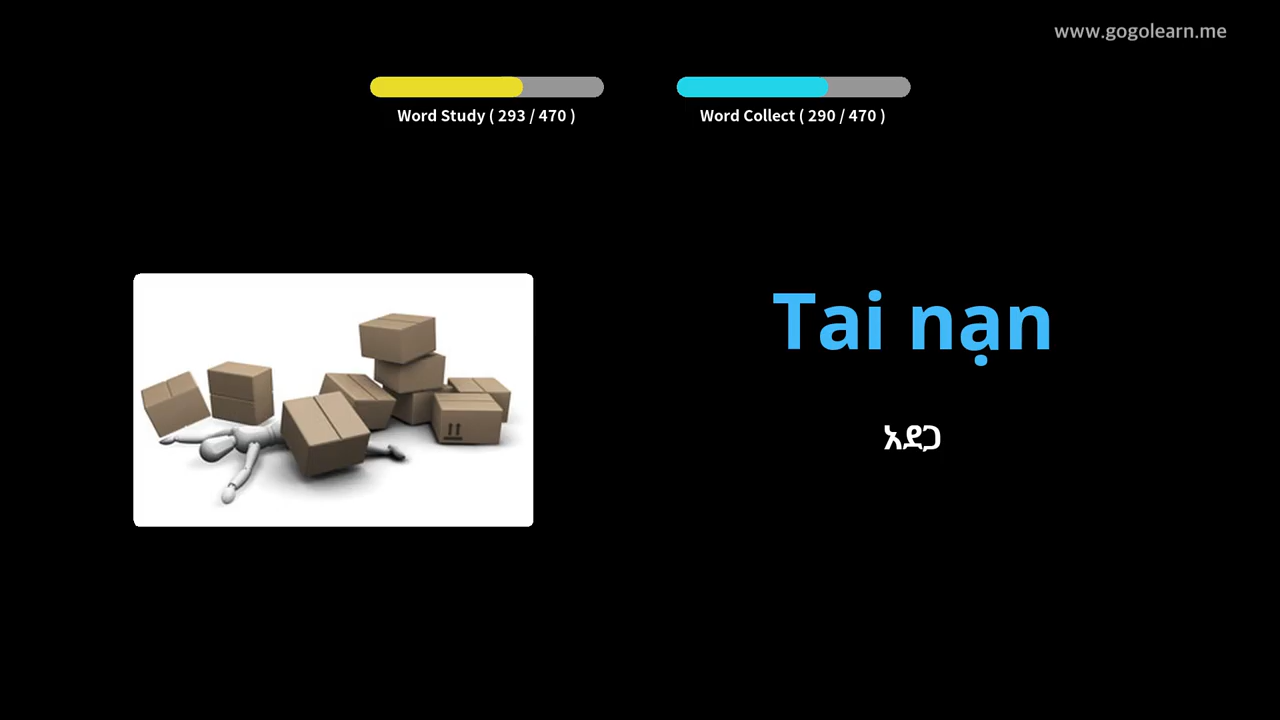 www.gogolearn.me
Word Study ( 293 / 470 )
Word Collect ( 290 / 470 )
Tai nạn
አደጋ